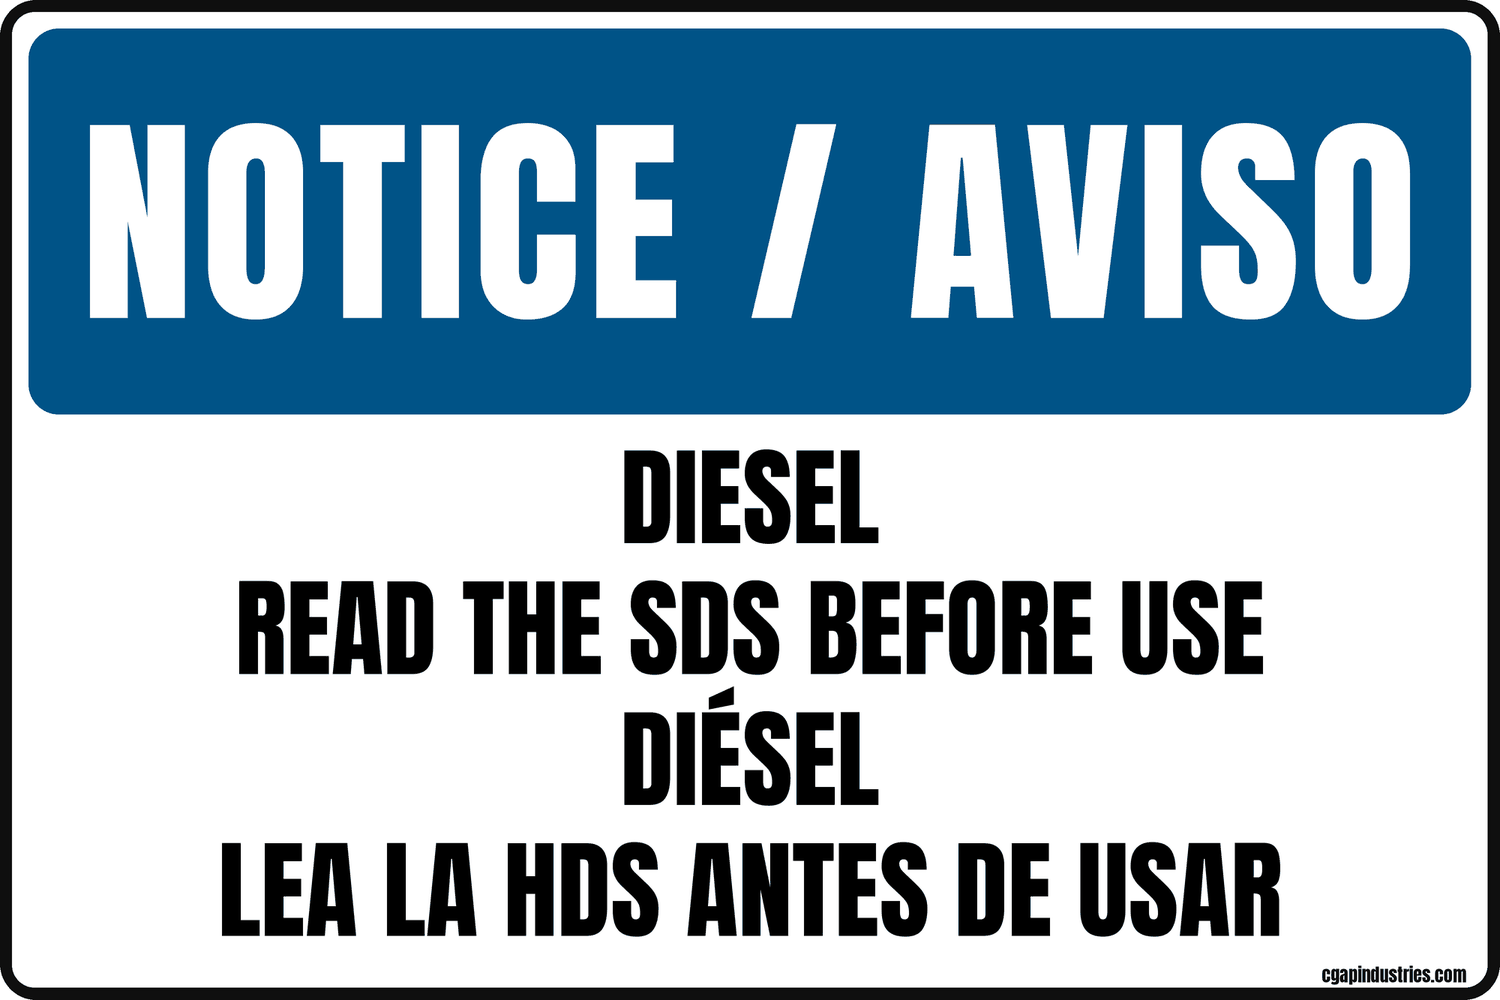 NOTICE / AVISO
DIESEL
READ THE SDS BEFORE USE
DIÉSEL
LEA LA HDS ANTES DE USAR
cgapindustries.com